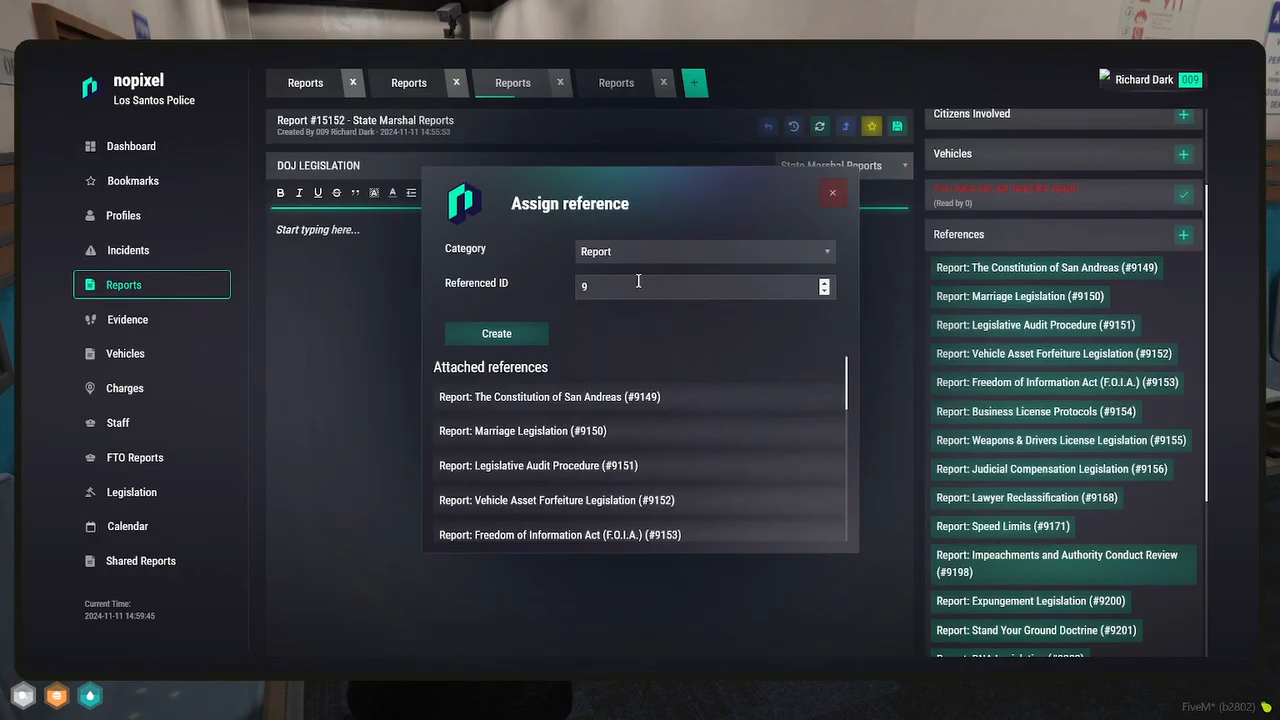 nopixel
Los Santos Police
Dashboard
Bookmarks
Profiles
Incidents
Reports
Evidence
Vehicles
Charges
Staff
FTO Reports
Legislation
Calendar
Shared Reports
Current Time:
2024-11-11 14:59:45
Reports x
Reports x
Reports x
Reports x
+
Richard Dark 009
Report #15152 - State Marshal Reports
Created By 009 Richard Dark · 2024-11-11 14:55:53
DOJ LEGISLATION
State Marshal Reports
B I U S
Start typing here...
Assign reference
Category
Report
Referenced ID
9
Create
Attached references
Report: The Constitution of San Andreas (#9149)
Report: Marriage Legislation (#9150)
Report: Legislative Audit Procedure (#9151)
Report: Vehicle Asset Forfeiture Legislation (#9152)
Report: Freedom of Information Act (F.O.I.A.) (#9153)
Citizens Involved
Vehicles
(Read by 0)
References
Report: The Constitution of San Andreas (#9149)
Report: Marriage Legislation (#9150)
Report: Legislative Audit Procedure (#9151)
Report: Vehicle Asset Forfeiture Legislation (#9152)
Report: Freedom of Information Act (F.O.I.A.) (#9153)
Report: Business License Protocols (#9154)
Report: Weapons & Drivers License Legislation (#9155)
Report: Judicial Compensation Legislation (#9156)
Report: Lawyer Reclassification (#9168)
Report: Speed Limits (#9171)
Report: Impeachments and Authority Conduct Review
(#9198)
Report: Expungement Legislation (#9200)
Report: Stand Your Ground Doctrine (#9201)
FiveM* (b2802)